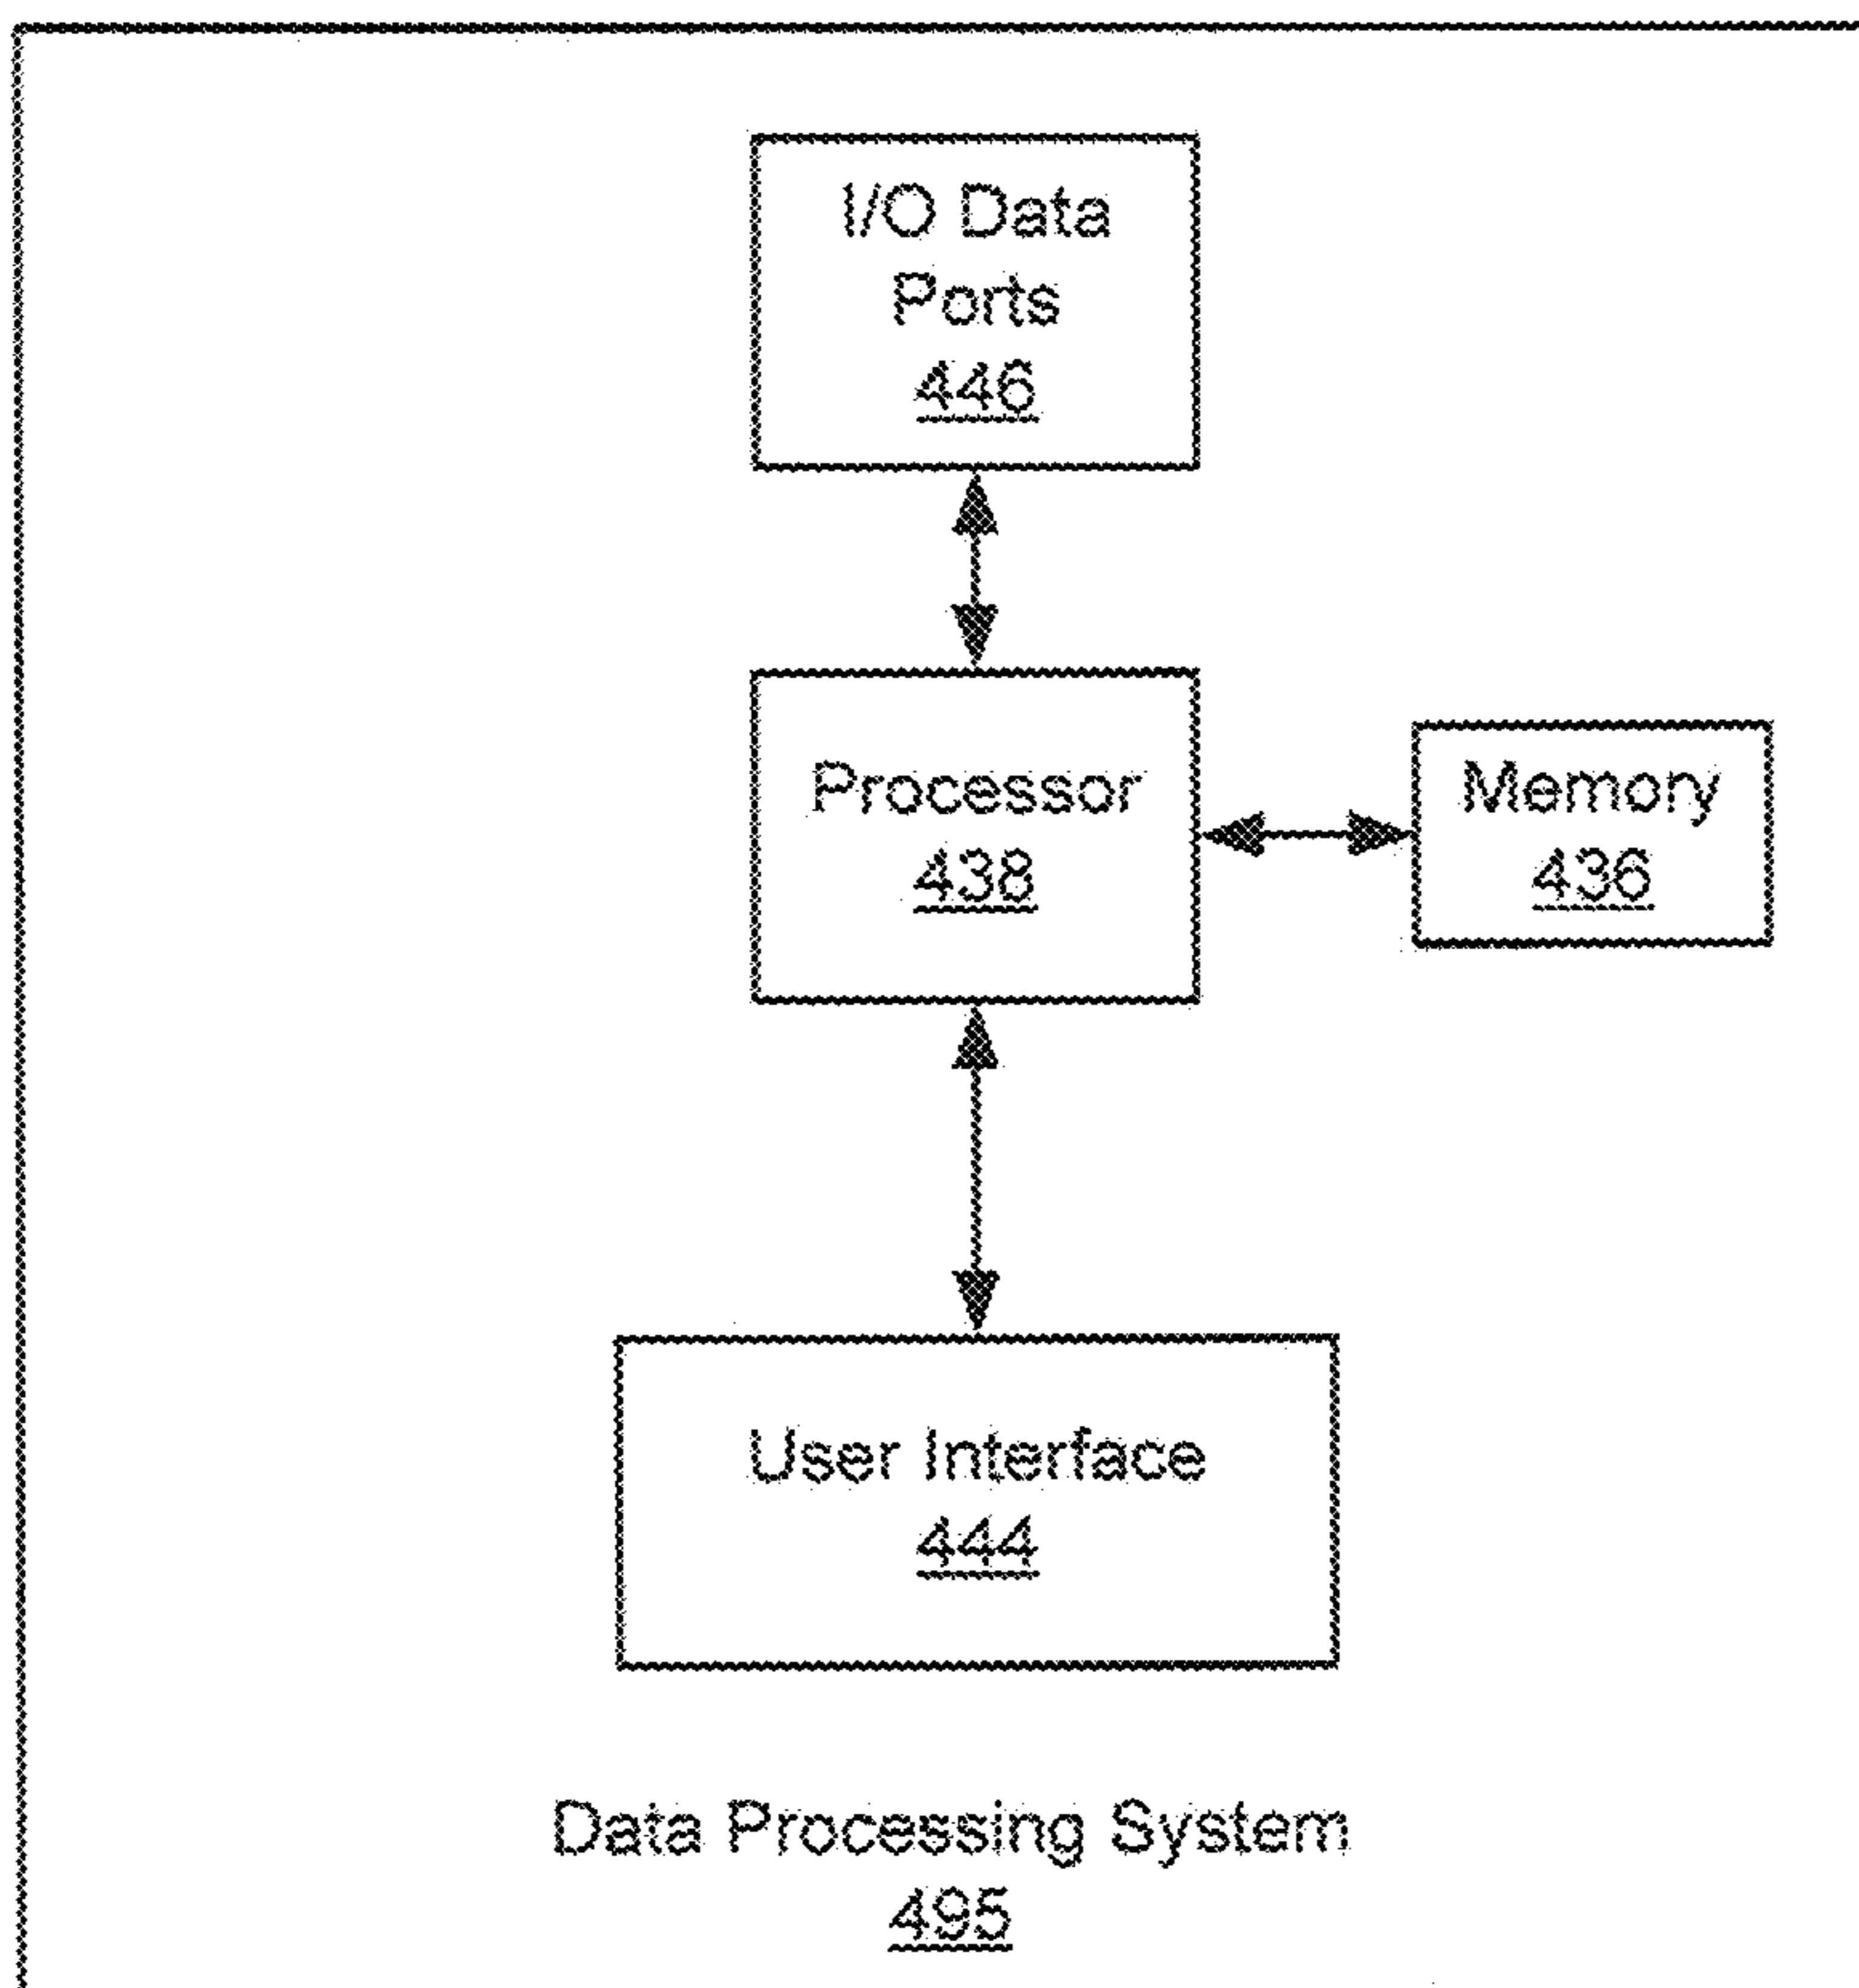 I/O Data
Ports
446
Processor
438
Memory
436
User Interface
444
Data Processing System
495